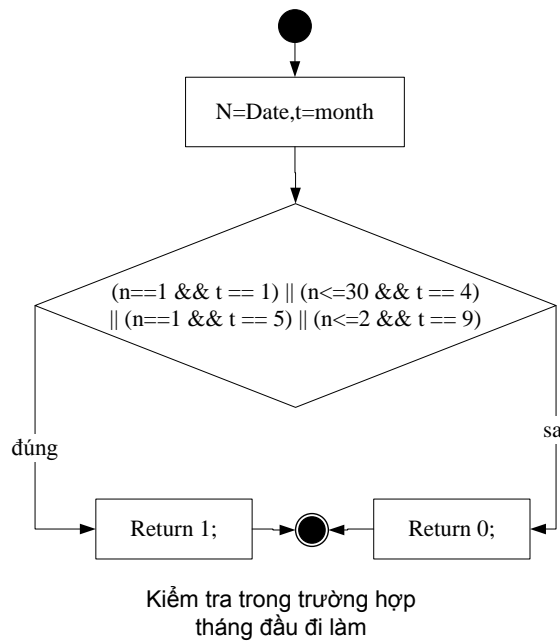 N=Date,t=month
(n==1 && t == 1) || (n<=30 && t == 4)
|| (n==1 && t == 5) || (n<=2 && t == 9)
đúng
sa
Return 1;
Return 0;
Kiểm tra trong trường hợp
tháng đầu đi làm